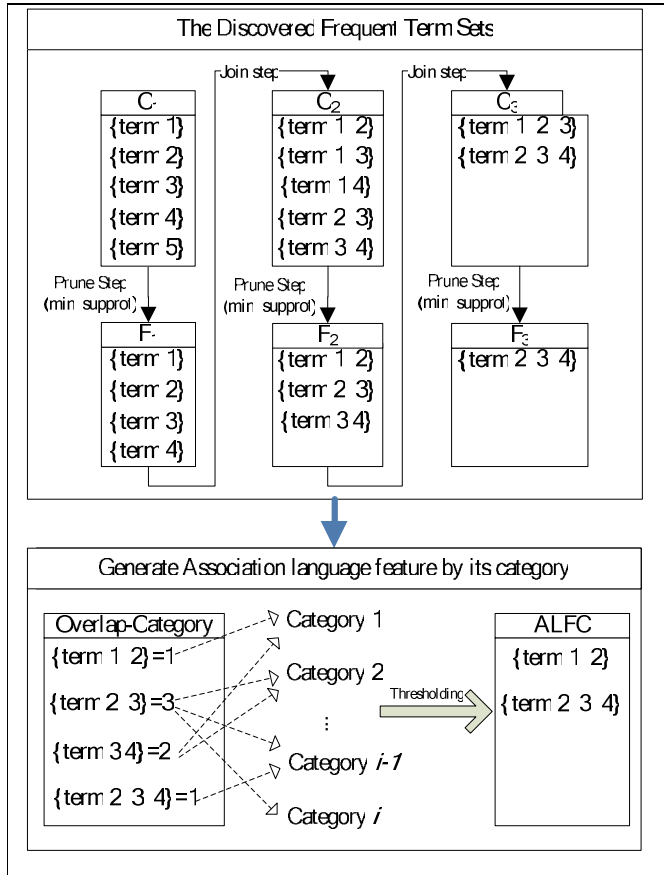 The Discovered Frequent Term Sets
Join step
Join step
C1
{term 1}
{term 2}
{term 3}
{term 4}
{term 5}
C2
{term 1 2}
{term 1 3}
{term 1 4}
{term 2 3}
{term 3 4}
C3
{term 1 2 3}
{term 2 3 4}
Prune Step
(min supprot)
Prune Step
(min supprot)
Prune Step
(min supprot)
F1
{term 1}
{term 2}
{term 3}
{term 4}
F2
{term 1 2}
{term 2 3}
{term 3 4}
F3
{term 2 3 4}
Generate Association language feature by its category
Overlap-Category
{term 1 2}=1
{term 2 3}=3
{term 3 4}=2
{term 2 3 4}=1
Category 1
Category 2
⋮
Category i-1
Category i
Thresholding
ALFC
{term 1 2}
{term 2 3 4}